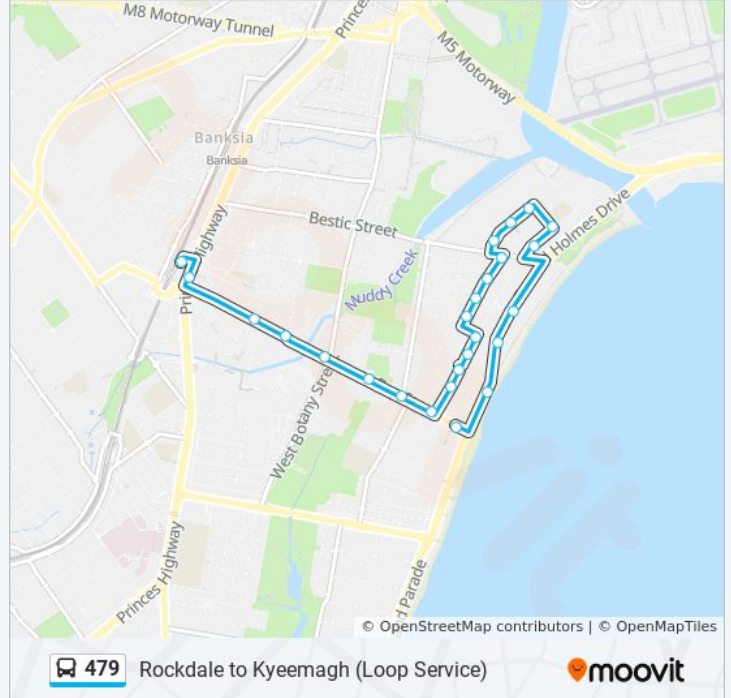 M8 Motorway Tunnel
Princes
M5 Motorway
Banksia
Banksia
Bestic Street
Holmes Drive
Highway
Muddy Creek
West Botany Street
Princes Highway
d Parade
© OpenStreetMap contributors | © OpenMapTiles
479 Rockdale to Kyeemagh (Loop Service)
moovit